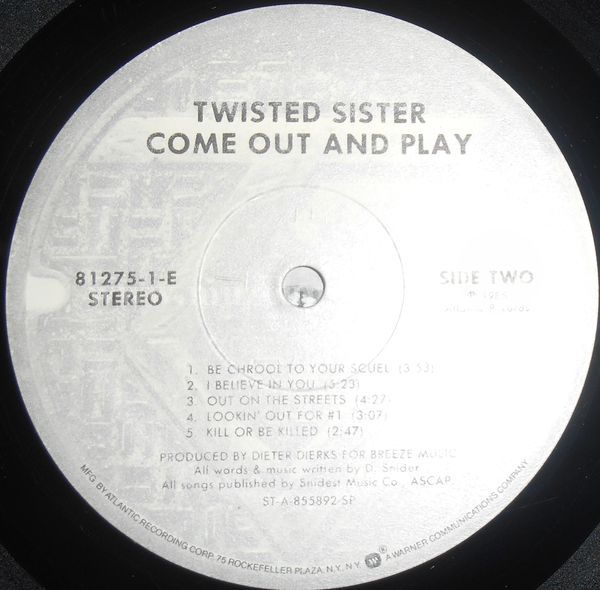 TWISTED SISTER
COME OUT AND PLAY
81275-1-E
STEREO
SIDE TWO
℗ 1985
Atlantic Records
1. BE CHROOL TO YOUR SCUEL (3:53)
2. I BELIEVE IN YOU (5:23)
3. OUT ON THE STREETS (4:27)
4. LOOKIN' OUT FOR #1 (3:07)
5. KILL OR BE KILLED (2:47)
PRODUCED BY DIETER DIERKS FOR BREEZE MUSIC
All words & music written by D. Snider
All songs published by Snidest Music Co., ASCAP
ST-A-855892 SP
MFG. BY ATLANTIC RECORDING CORP. 75 ROCKEFELLER PLAZA, N.Y., N.Y. ® A WARNER COMMUNICATIONS COMPANY